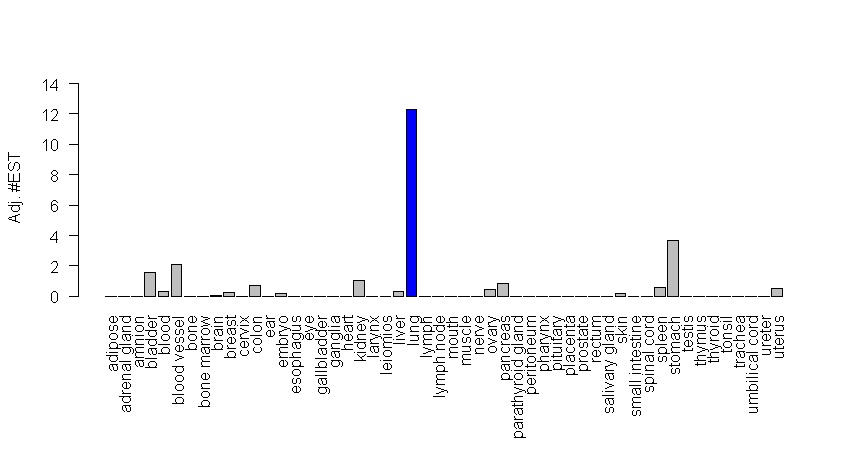 Adj. #EST
14
12
10
8
6
4
2
0
adipose
adrenal gland
amnion
bladder
blood
blood vessel
bone
bone marrow
brain
breast
cervix
colon
ear
embryo
esophagus
eye
gallbladder
ganglia
heart
kidney
larynx
leiomios
liver
lung
lymph
lymph node
mouth
muscle
nerve
ovary
pancreas
parathyroid gland
peritoneum
pharynx
pituitary
placenta
prostate
rectum
salivary gland
skin
small intestine
spinal cord
spleen
stomach
testis
thymus
thyroid
tonsil
trachea
umbilical cord
ureter
uterus